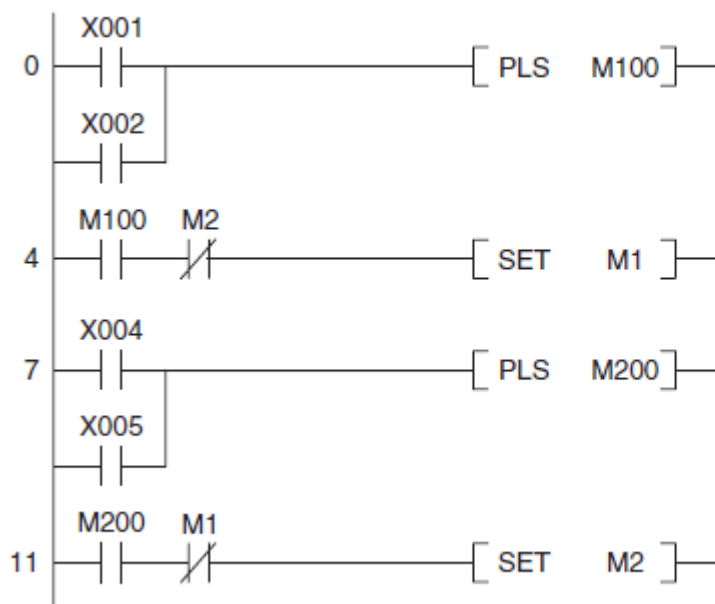 X001
0 PLS M100
X002
M100 M2
4 SET M1
X004
7 PLS M200
X005
M200 M1
11 SET M2